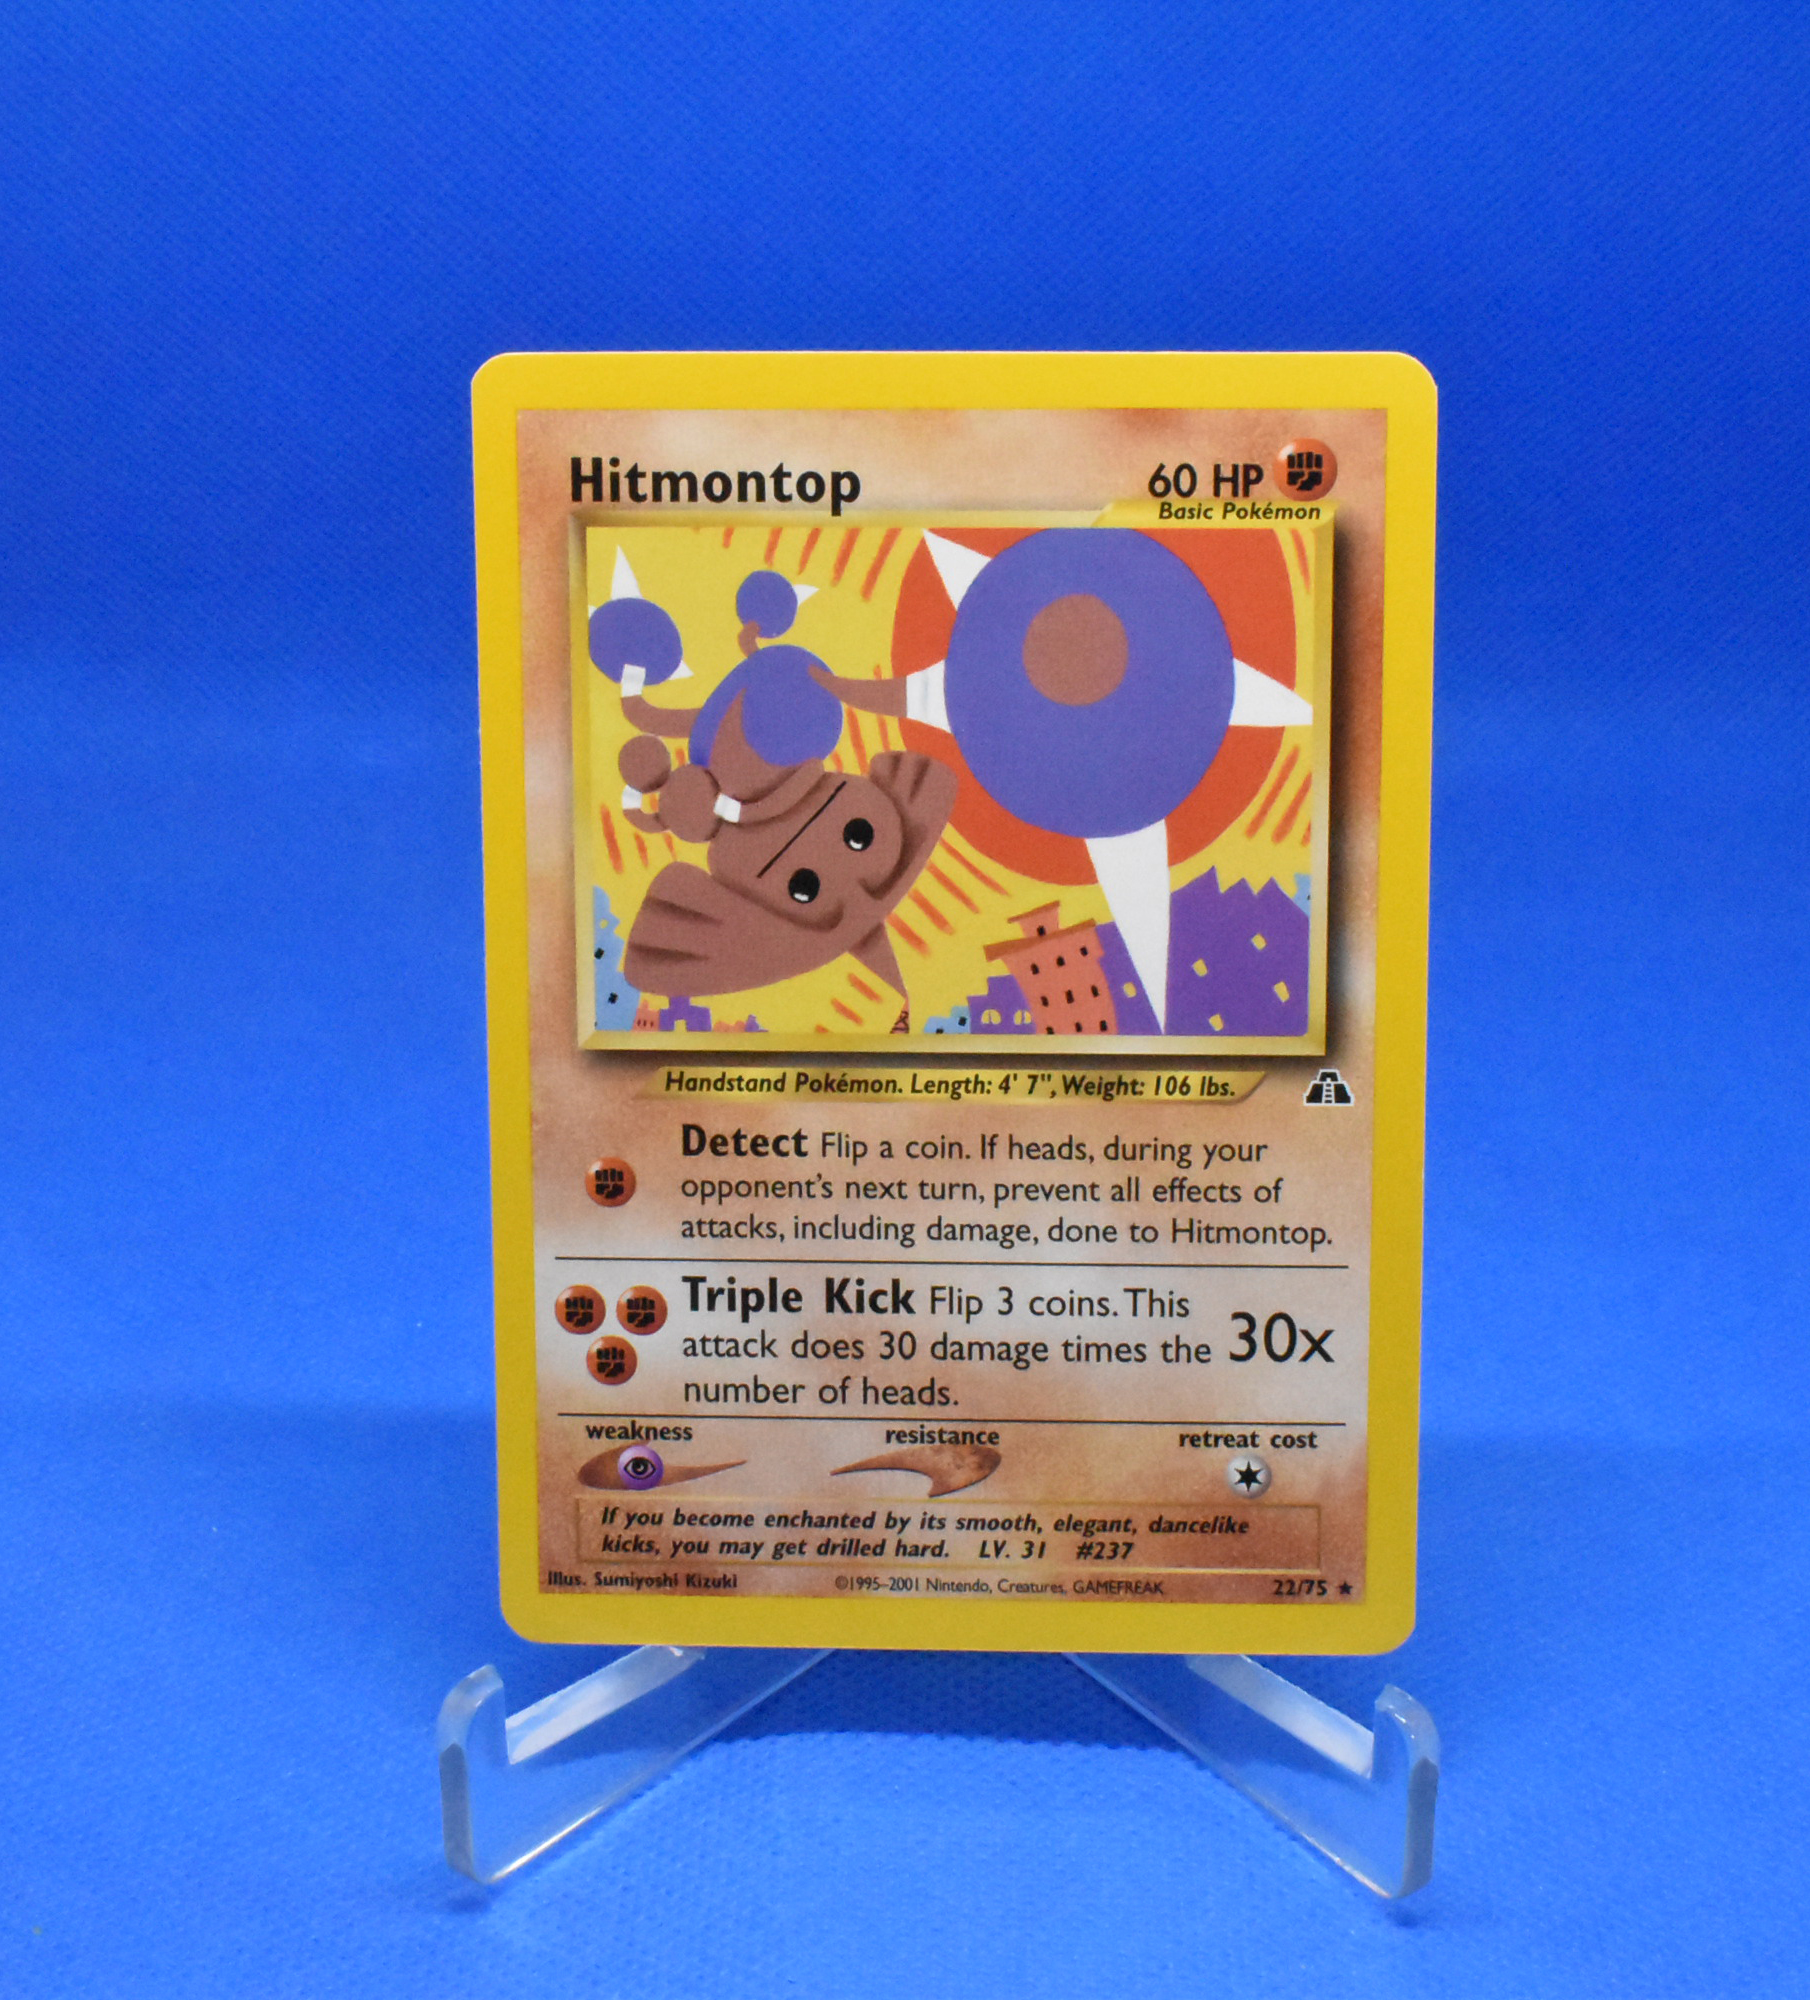 Hitmontop 60 HP
Basic Pokémon
Handstand Pokémon. Length: 4' 7", Weight: 106 lbs.
Detect Flip a coin. If heads, during your
opponent's next turn, prevent all effects of
attacks, including damage, done to Hitmontop.
Triple Kick Flip 3 coins. This
attack does 30 damage times the 30x
number of heads.
weakness resistance retreat cost
If you become enchanted by its smooth, elegant, dancelike
kicks, you may get drilled hard. LV. 31 #237
Illus. Sumiyoshi Kizuki ©1995–2001 Nintendo, Creatures, GAMEFREAK 22/75 ★